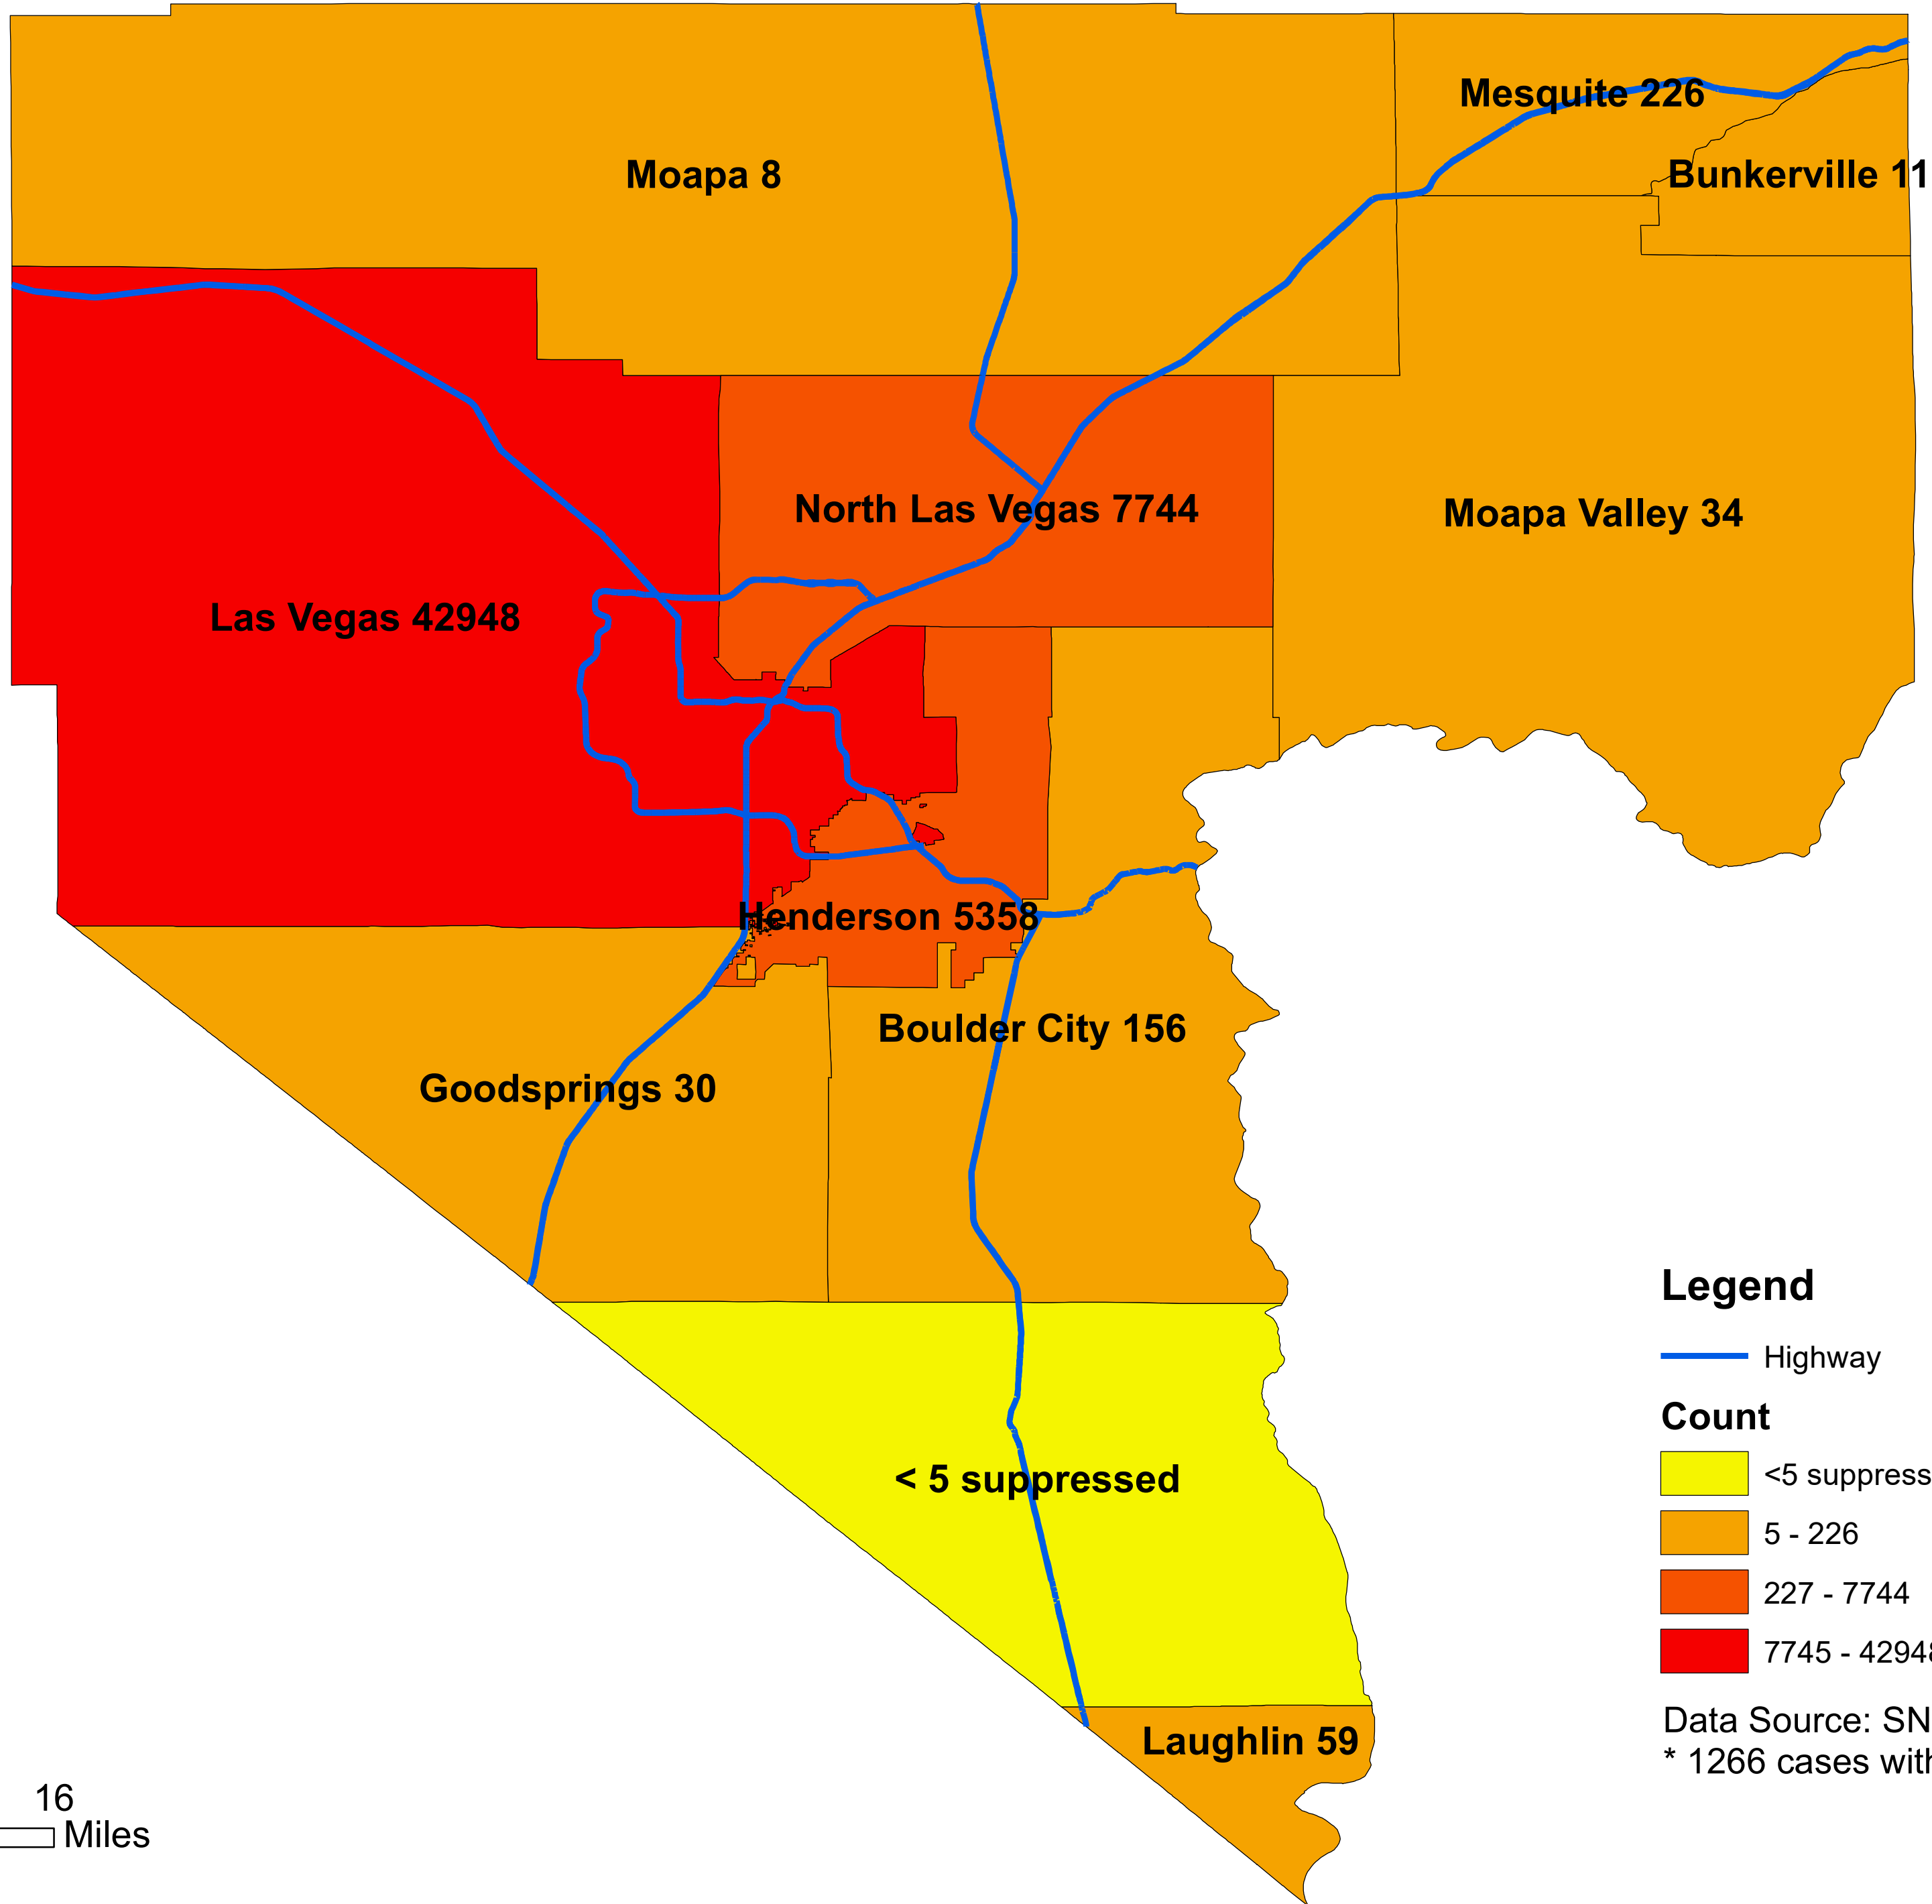 Mesquite 226
Moapa 8
Bunkerville 11
North Las Vegas 7744
Moapa Valley 34
Las Vegas 42948
Henderson 5358
Boulder City 156
Goodsprings 30
< 5 suppressed
Laughlin 59
Legend
Highway
Count
<5 suppress
5 - 226
227 - 7744
7745 - 42948
Data Source: SN
* 1266 cases with
16
Miles